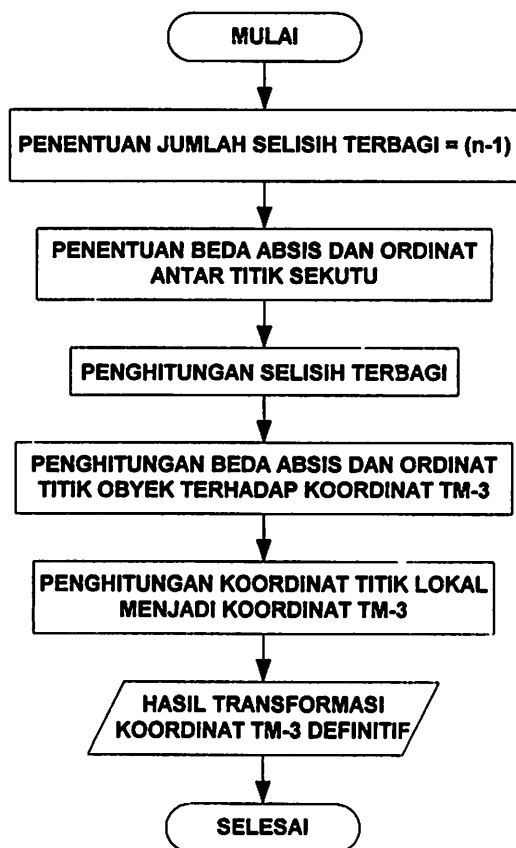 MULAI
PENENTUAN JUMLAH SELISIH TERBAGI = (n-1)
PENENTUAN BEDA ABSIS DAN ORDINAT
ANTAR TITIK SEKUTU
PENGHITUNGAN SELISIH TERBAGI
PENGHITUNGAN BEDA ABSIS DAN ORDINAT
TITIK OBYEK TERHADAP KOORDINAT TM-3
PENGHITUNGAN KOORDINAT TITIK LOKAL
MENJADI KOORDINAT TM-3
HASIL TRANSFORMASI
KOORDINAT TM-3 DEFINITIF
SELESAI